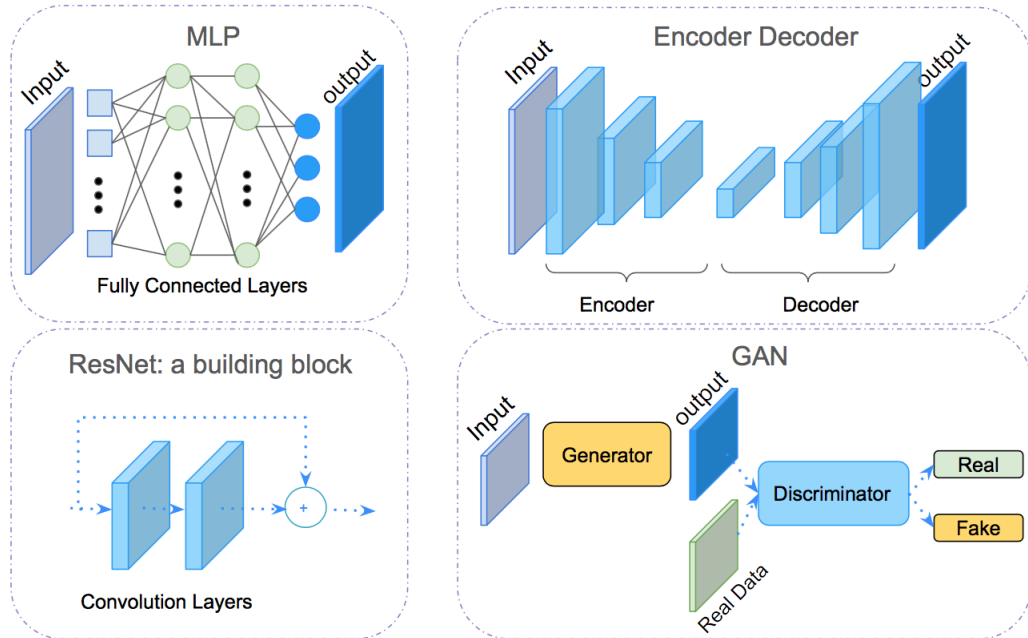 MLP
Input
output
Fully Connected Layers
Encoder Decoder
Input
output
Encoder
Decoder
ResNet: a building block
+
Convolution Layers
GAN
Input
Generator
output
Real Data
Discriminator
Real
Fake